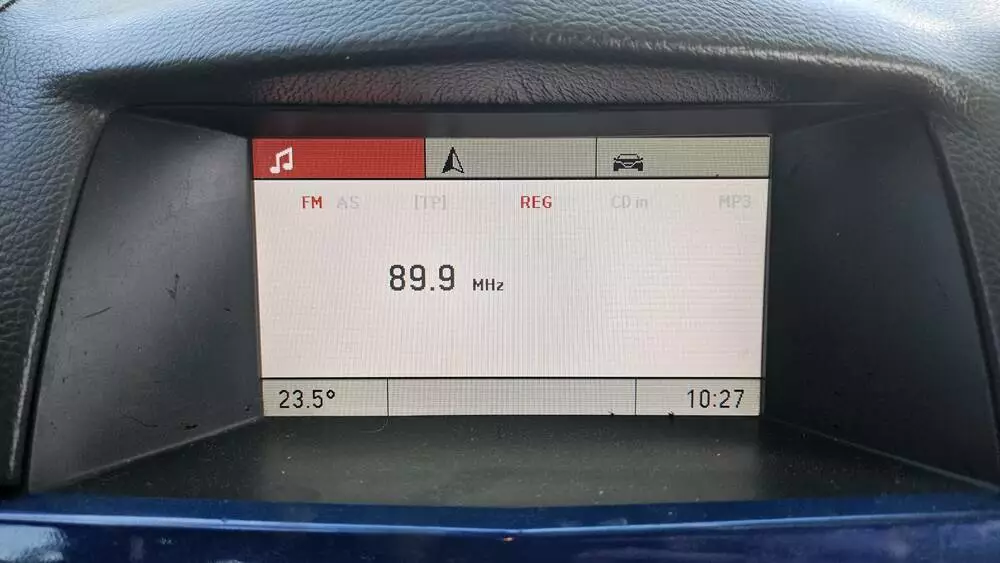 FM AS [TP] REG CD in MP3
89.9 MHz
23.5° 10:27